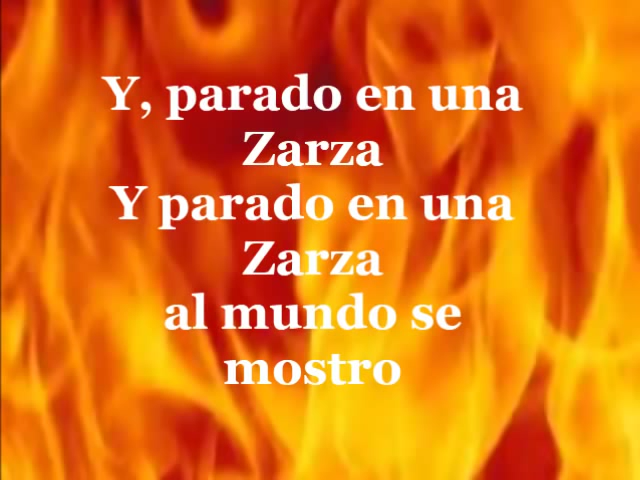 Y, parado en una
Zarza
Y parado en una
Zarza
al mundo se
mostro